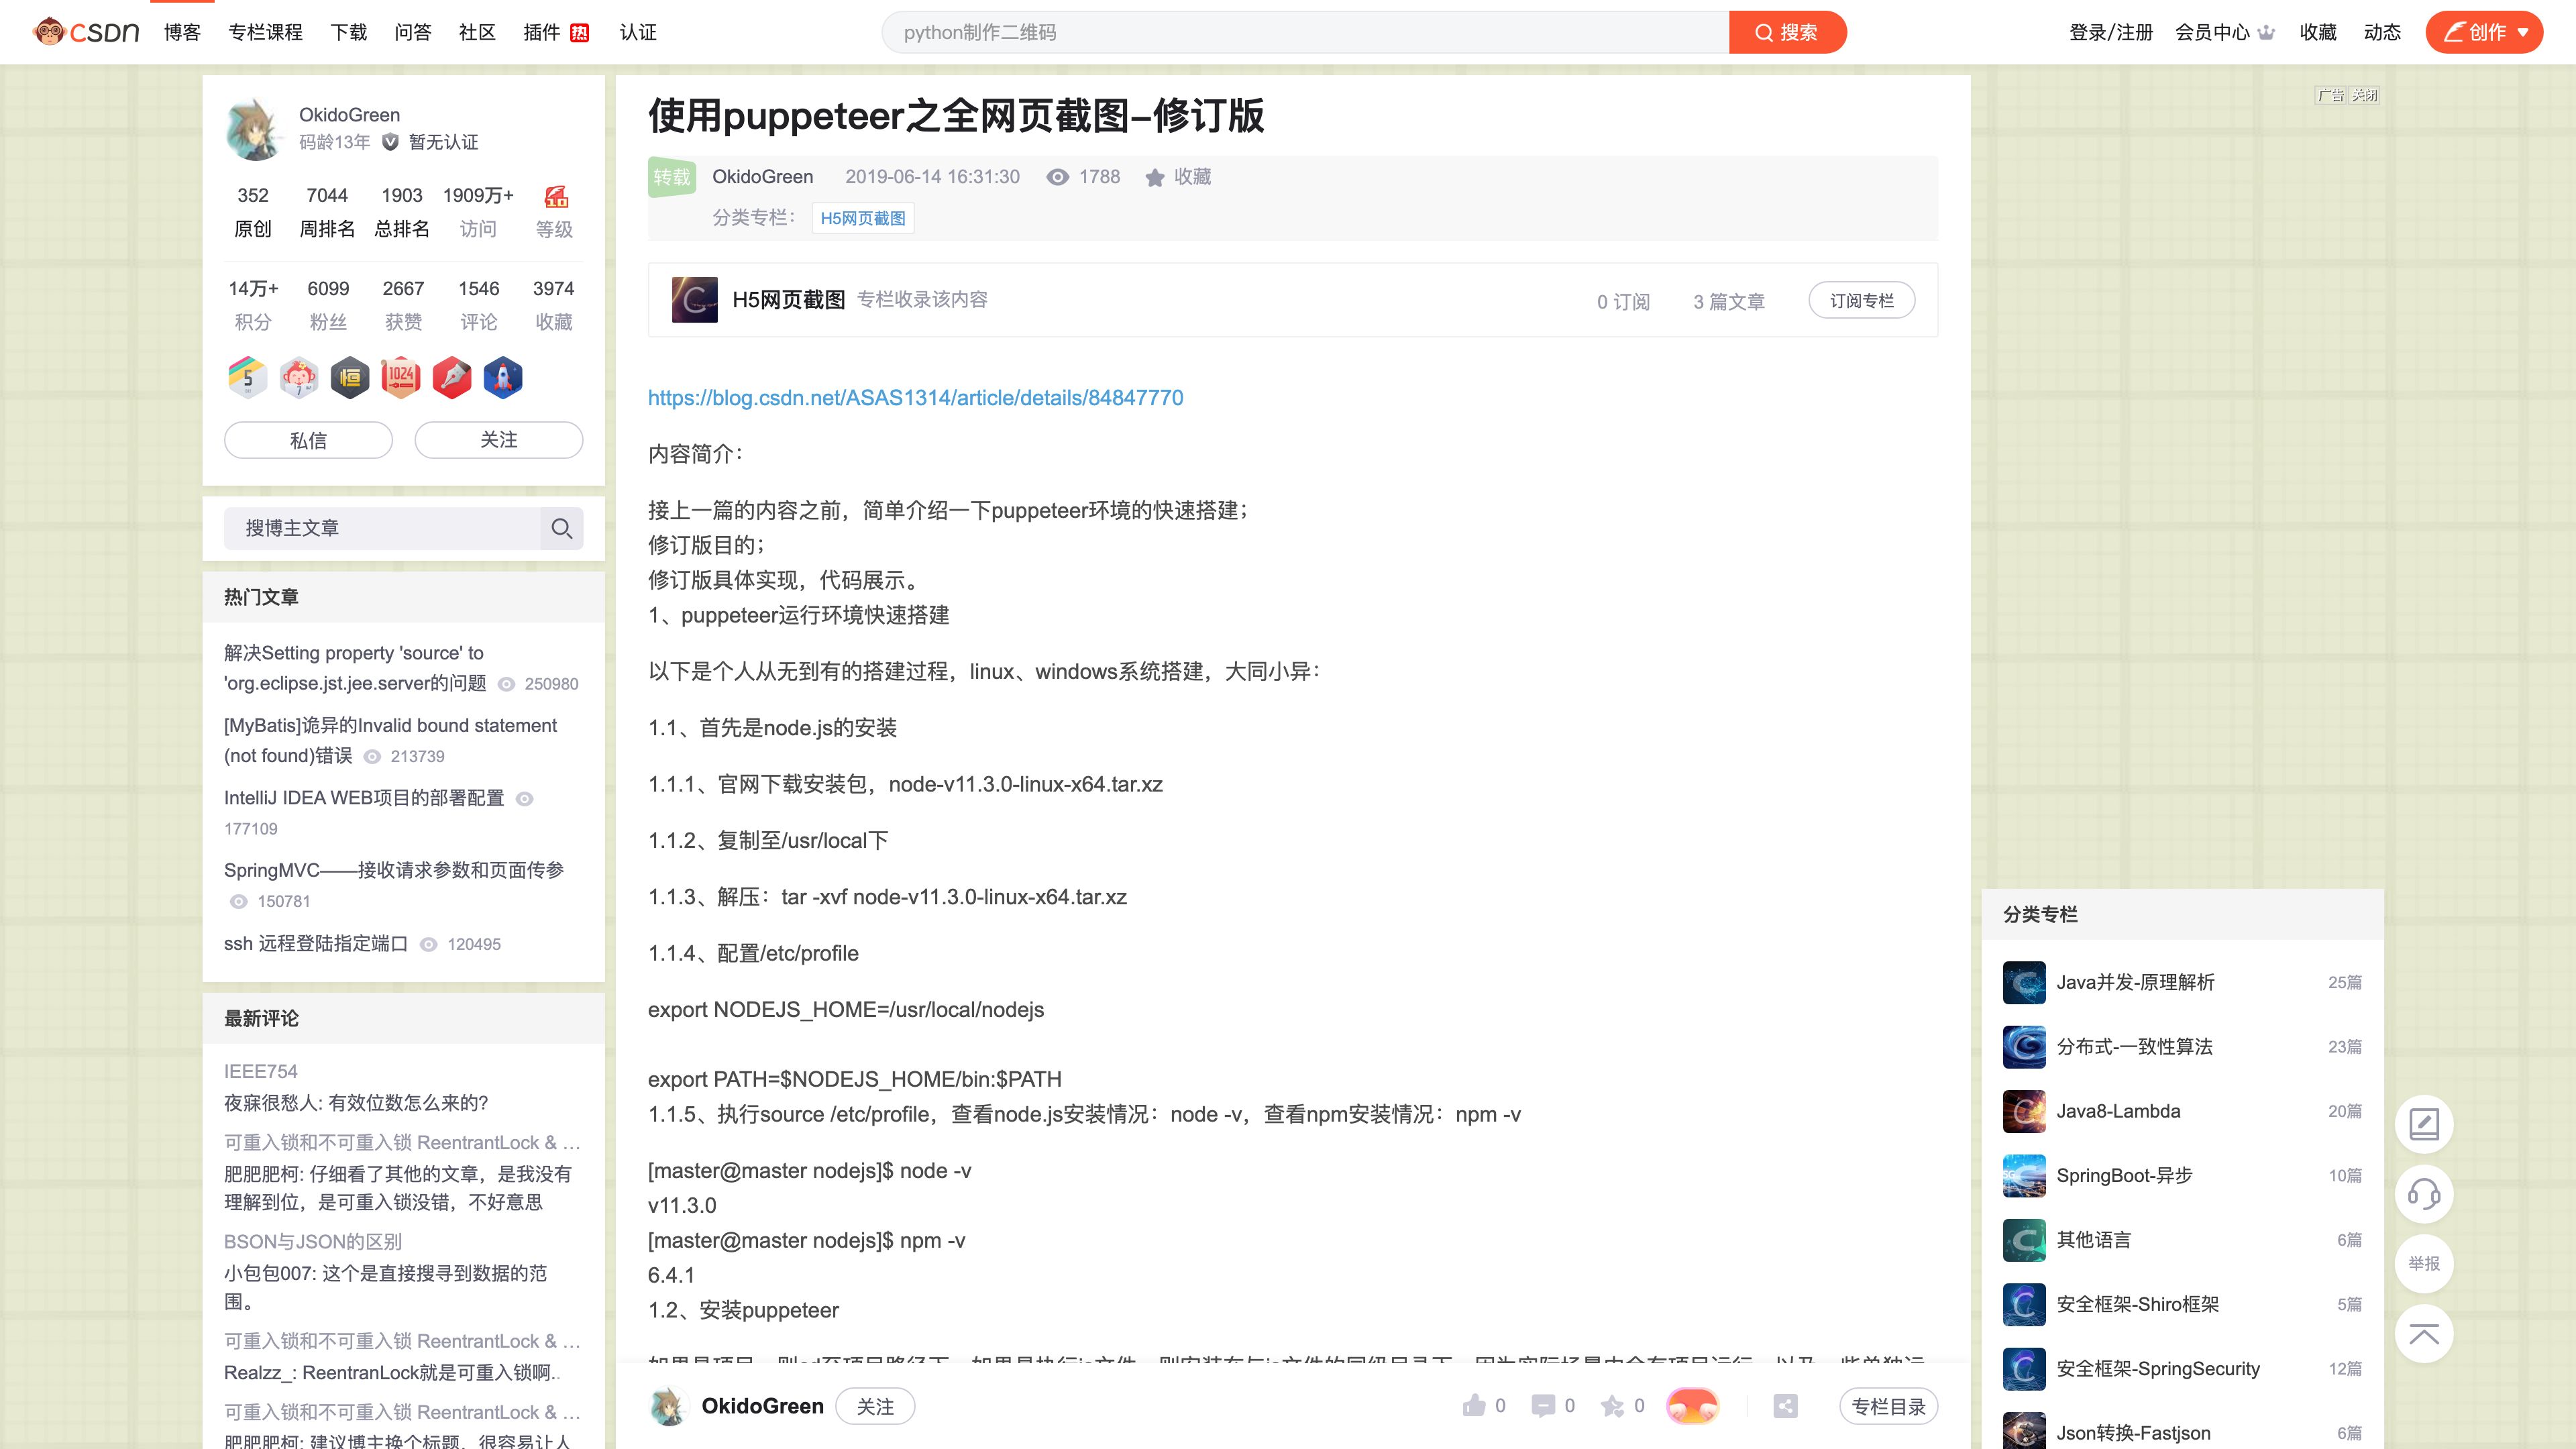 CSDN 博客 专栏课程 下载 问答 社区 插件 热 认证 python制作二维码 搜索 登录/注册 会员中心 收藏 动态 创作
OkidoGreen
码龄13年 暂无认证
352 7044 1903 1909万+
原创 周排名 总排名 访问 等级
14万+ 6099 2667 1546 3974
积分 粉丝 获赞 评论 收藏
5 7 恒 1024
私信 关注
搜博主文章
热门文章
解决Setting property 'source' to
'org.eclipse.jst.jee.server的问题 250980
[MyBatis]诡异的Invalid bound statement
(not found)错误 213739
IntelliJ IDEA WEB项目的部署配置
177109
SpringMVC——接收请求参数和页面传参
150781
ssh 远程登陆指定端口 120495
最新评论
IEEE754
夜寐很愁人: 有效位数怎么来的?
可重入锁和不可重入锁 ReentrantLock & ...
肥肥肥柯: 仔细看了其他的文章，是我没有
理解到位，是可重入锁没错，不好意思
BSON与JSON的区别
小包包007: 这个是直接搜寻到数据的范
围。
可重入锁和不可重入锁 ReentrantLock & ...
Realzz_: ReentranLock就是可重入锁啊..
可重入锁和不可重入锁 ReentrantLock & ...
肥肥肥柯: 建议博主换个标题，很容易让人
使用puppeteer之全网页截图–修订版
转载 OkidoGreen 2019-06-14 16:31:30 1788 收藏
分类专栏： H5网页截图
H5网页截图 专栏收录该内容 0 订阅 3 篇文章 订阅专栏
https://blog.csdn.net/ASAS1314/article/details/84847770
内容简介：
接上一篇的内容之前，简单介绍一下puppeteer环境的快速搭建；
修订版目的；
修订版具体实现，代码展示。
1、puppeteer运行环境快速搭建
以下是个人从无到有的搭建过程，linux、windows系统搭建，大同小异：
1.1、首先是node.js的安装
1.1.1、官网下载安装包，node-v11.3.0-linux-x64.tar.xz
1.1.2、复制至/usr/local下
1.1.3、解压：tar -xvf node-v11.3.0-linux-x64.tar.xz
1.1.4、配置/etc/profile
export NODEJS_HOME=/usr/local/nodejs
export PATH=$NODEJS_HOME/bin:$PATH
1.1.5、执行source /etc/profile，查看node.js安装情况：node -v，查看npm安装情况：npm -v
[master@master nodejs]$ node -v
v11.3.0
[master@master nodejs]$ npm -v
6.4.1
1.2、安装puppeteer
OkidoGreen 关注 0 0 0 专栏目录
广告 关闭
分类专栏
Java并发-原理解析 25篇
分布式-一致性算法 23篇
Java8-Lambda 20篇
SpringBoot-异步 10篇
其他语言 6篇
安全框架-Shiro框架 5篇
安全框架-SpringSecurity 12篇
Json转换-Fastjson 6篇
举报